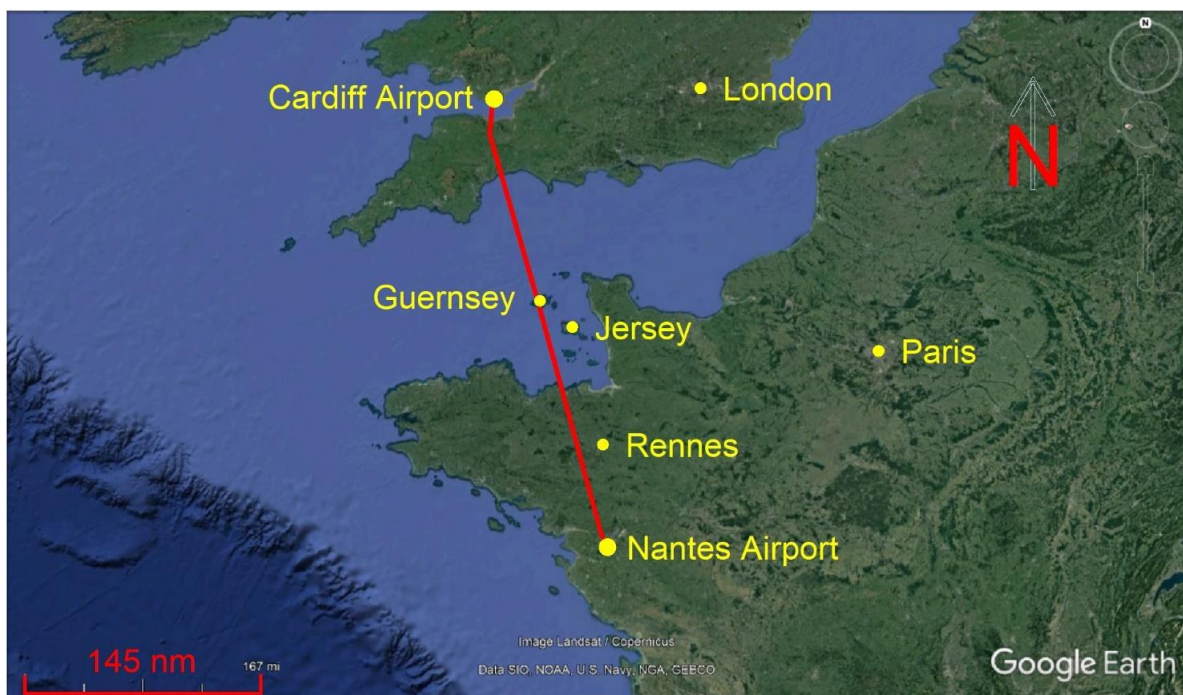 N
Cardiff Airport
London
N
Guernsey
Jersey
Paris
Rennes
Nantes Airport
Image Landsat / Copernicus
145 nm
167 mi
Data SIO, NOAA, U.S. Navy, NGA, GEBCO
Google Earth